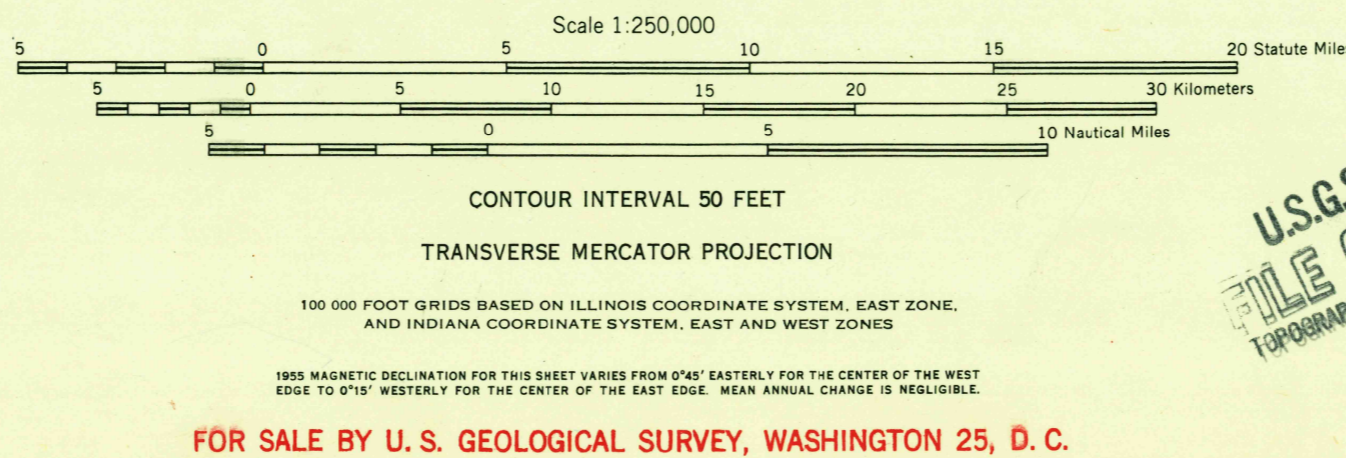 Scale 1:250,000
5 0 5 10 15 20 Statute Miles
5 0 5 10 15 20 25 30 Kilometers
5 0 5 10 Nautical Miles
CONTOUR INTERVAL 50 FEET
TRANSVERSE MERCATOR PROJECTION
100 000 FOOT GRIDS BASED ON ILLINOIS COORDINATE SYSTEM, EAST ZONE,
AND INDIANA COORDINATE SYSTEM, EAST AND WEST ZONES
1955 MAGNETIC DECLINATION FOR THIS SHEET VARIES FROM 0°45′ EASTERLY FOR THE CENTER OF THE WEST
EDGE TO 0°15′ WESTERLY FOR THE CENTER OF THE EAST EDGE. MEAN ANNUAL CHANGE IS NEGLIGIBLE.
FOR SALE BY U. S. GEOLOGICAL SURVEY, WASHINGTON 25, D. C.
U.S.G.S
FILE
TOPOGRAP